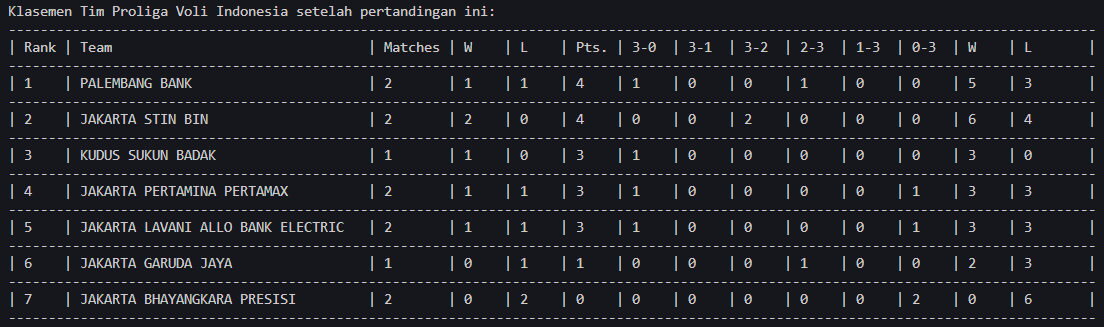 Klasemen Tim Proliga Voli Indonesia setelah pertandingan ini:
| Rank | Team | Matches | W | L | Pts. | 3-0 | 3-1 | 3-2 | 2-3 | 1-3 | 0-3 | W | L |
| 1 | PALEMBANG BANK | 2 | 1 | 1 | 4 | 1 | 0 | 0 | 1 | 0 | 0 | 5 | 3 |
| 2 | JAKARTA STIN BIN | 2 | 2 | 0 | 4 | 0 | 0 | 2 | 0 | 0 | 0 | 6 | 4 |
| 3 | KUDUS SUKUN BADAK | 1 | 1 | 0 | 3 | 1 | 0 | 0 | 0 | 0 | 0 | 3 | 0 |
| 4 | JAKARTA PERTAMINA PERTAMAX | 2 | 1 | 1 | 3 | 1 | 0 | 0 | 0 | 0 | 1 | 3 | 3 |
| 5 | JAKARTA LAVANI ALLO BANK ELECTRIC | 2 | 1 | 1 | 3 | 1 | 0 | 0 | 0 | 0 | 1 | 3 | 3 |
| 6 | JAKARTA GARUDA JAYA | 1 | 0 | 1 | 1 | 0 | 0 | 0 | 1 | 0 | 0 | 2 | 3 |
| 7 | JAKARTA BHAYANGKARA PRESISI | 2 | 0 | 2 | 0 | 0 | 0 | 0 | 0 | 0 | 2 | 0 | 6 |